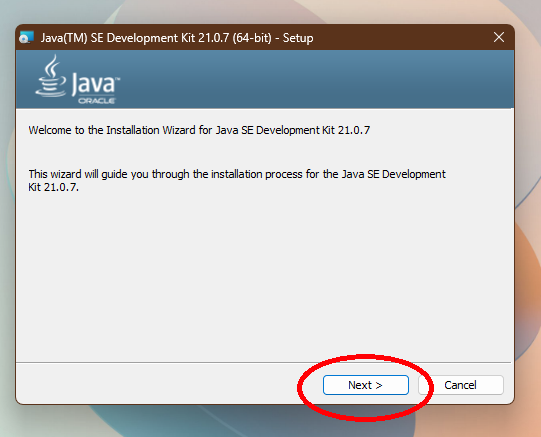 Java(TM) SE Development Kit 21.0.7 (64-bit) - Setup
Java™
ORACLE
Welcome to the Installation Wizard for Java SE Development Kit 21.0.7
This wizard will guide you through the installation process for the Java SE Development
Kit 21.0.7.
Next >
Cancel